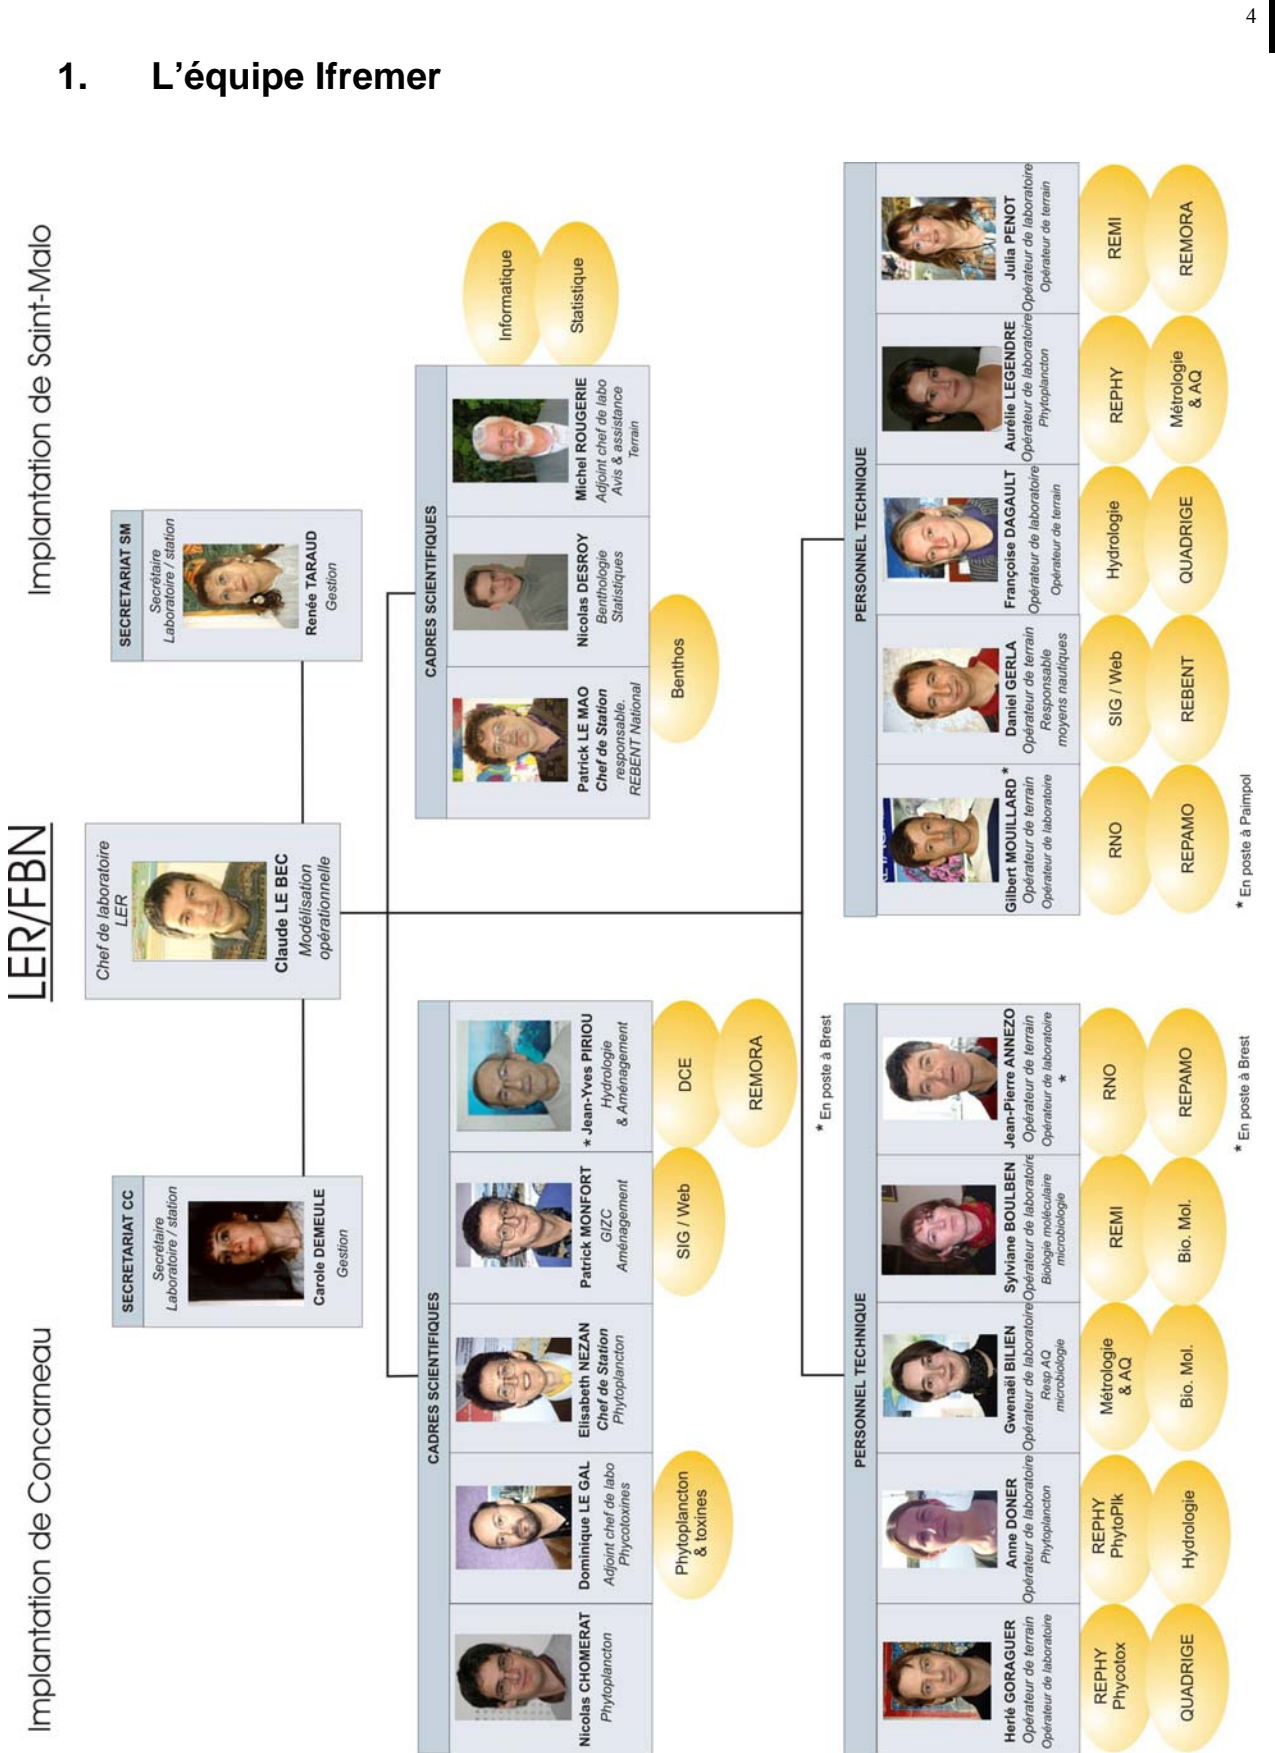 4
1. L'équipe Ifremer
Implantation de Concarneau
LER/FBN
Implantation de Saint-Malo
Chef de laboratoire
LER
Claude LE BEC
Modélisation
opérationnelle
SECRETARIAT CC
Secrétaire
Laboratoire / station
Carole DEMEULE
Gestion
SECRETARIAT SM
Secrétaire
Laboratoire / station
Renée TARAUD
Gestion
CADRES SCIENTIFIQUES
Nicolas CHOMERAT
Phytoplancton
Dominique LE GAL
Adjoint chef de labo
Phycotoxines
Elisabeth NEZAN
Chef de Station
Phytoplancton
Patrick MONFORT
GIZC
Aménagement
* Jean-Yves PIRIOU
Hydrologie
& Aménagement
Phytoplancton
& toxines
SIG / Web
DCE
REMORA
* En poste à Brest
CADRES SCIENTIFIQUES
Patrick LE MAO
Chef de Station
responsable.
REBENT National
Nicolas DESROY
Benthologie
Statistiques
Michel ROUGERIE
Adjoint chef de labo
Avis & assistance
Terrain
Benthos
Informatique
Statistique
PERSONNEL TECHNIQUE
Herlé GORAGUER
Opérateur de terrain
Opérateur de laboratoire
Anne DONER
Opérateur de laboratoire
Phytoplancton
Gwenaël BILIEN
Opérateur de laboratoire
Resp AQ
microbiologie
Sylviane BOULBEN
Opérateur de laboratoire
Biologie moléculaire
microbiologie
Jean-Pierre ANNEZO
Opérateur de terrain
Opérateur de laboratoire
*
REPHY
Phycotox
REPHY
PhytoPlk
Métrologie
& AQ
REMI
RNO
QUADRIGE
Hydrologie
Bio. Mol.
Bio. Mol.
REPAMO
* En poste à Brest
PERSONNEL TECHNIQUE
Gilbert MOUILLARD *
Opérateur de terrain
Opérateur de laboratoire
Daniel GERLA
Opérateur de terrain
Responsable
moyens nautiques
Françoise DAGAULT
Opérateur de laboratoire
Opérateur de terrain
Aurélie LEGENDRE
Opérateur de laboratoire
Phytoplancton
Julia PENOT
Opérateur de laboratoire
Opérateur de terrain
RNO
SIG / Web
Hydrologie
REPHY
REMI
REPAMO
REBENT
QUADRIGE
Métrologie
& AQ
REMORA
* En poste à Paimpol